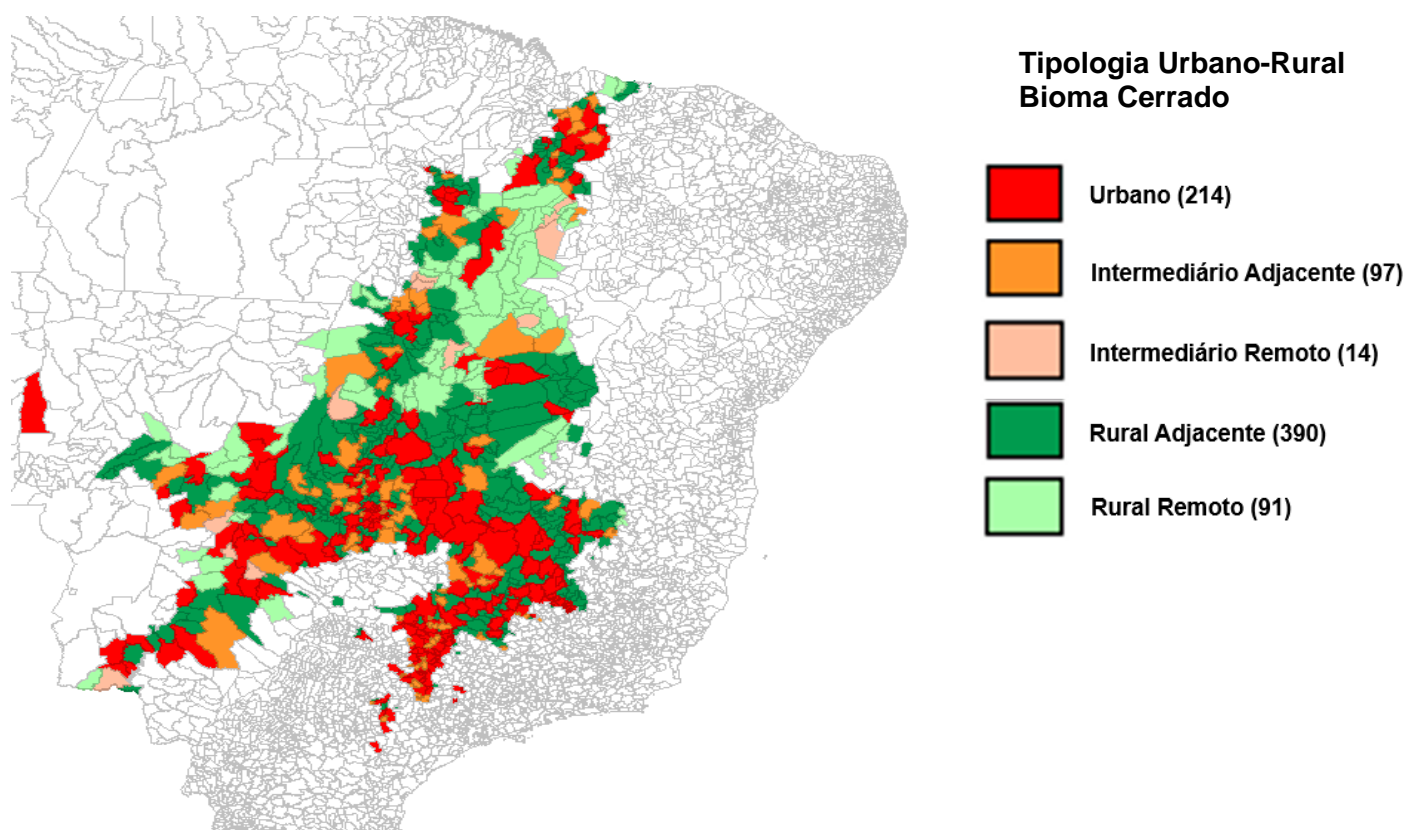 Tipologia Urbano-Rural
Bioma Cerrado
Urbano (214)
Intermediário Adjacente (97)
Intermediário Remoto (14)
Rural Adjacente (390)
Rural Remoto (91)